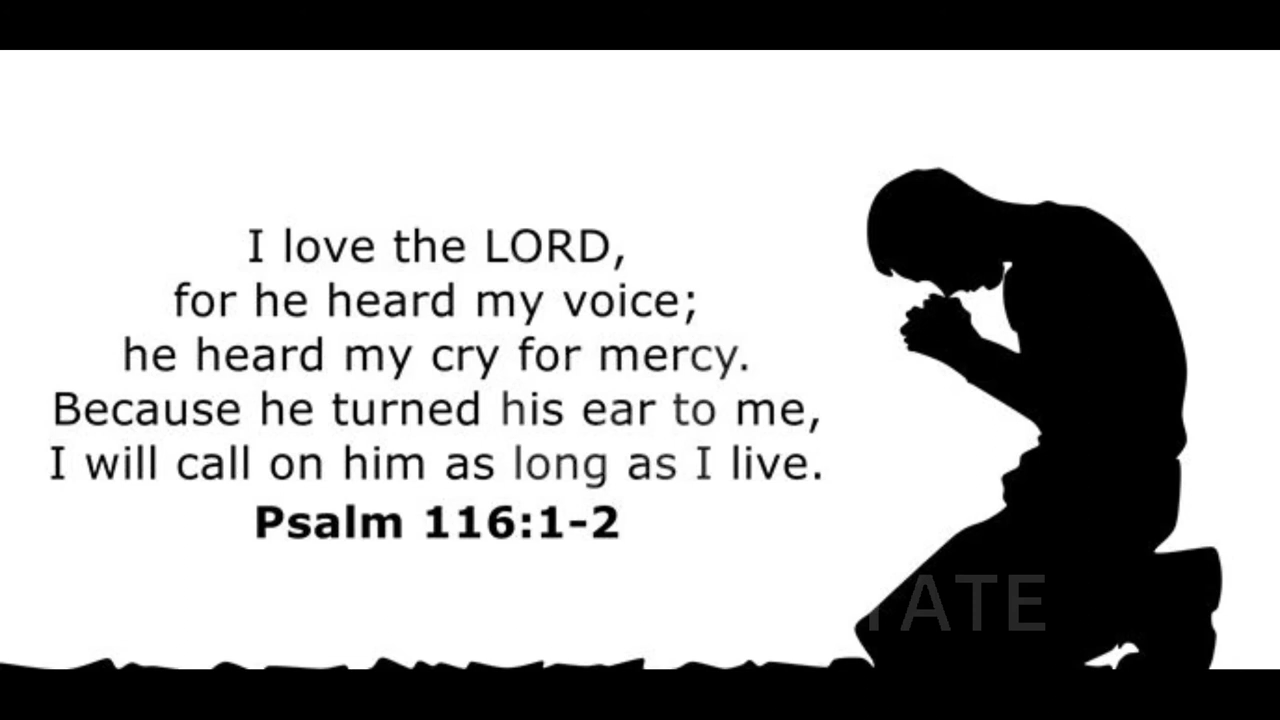 I love the LORD,
for he heard my voice;
he heard my cry for mercy.
Because he turned his ear to me,
I will call on him as long as I live.
Psalm 116:1-2